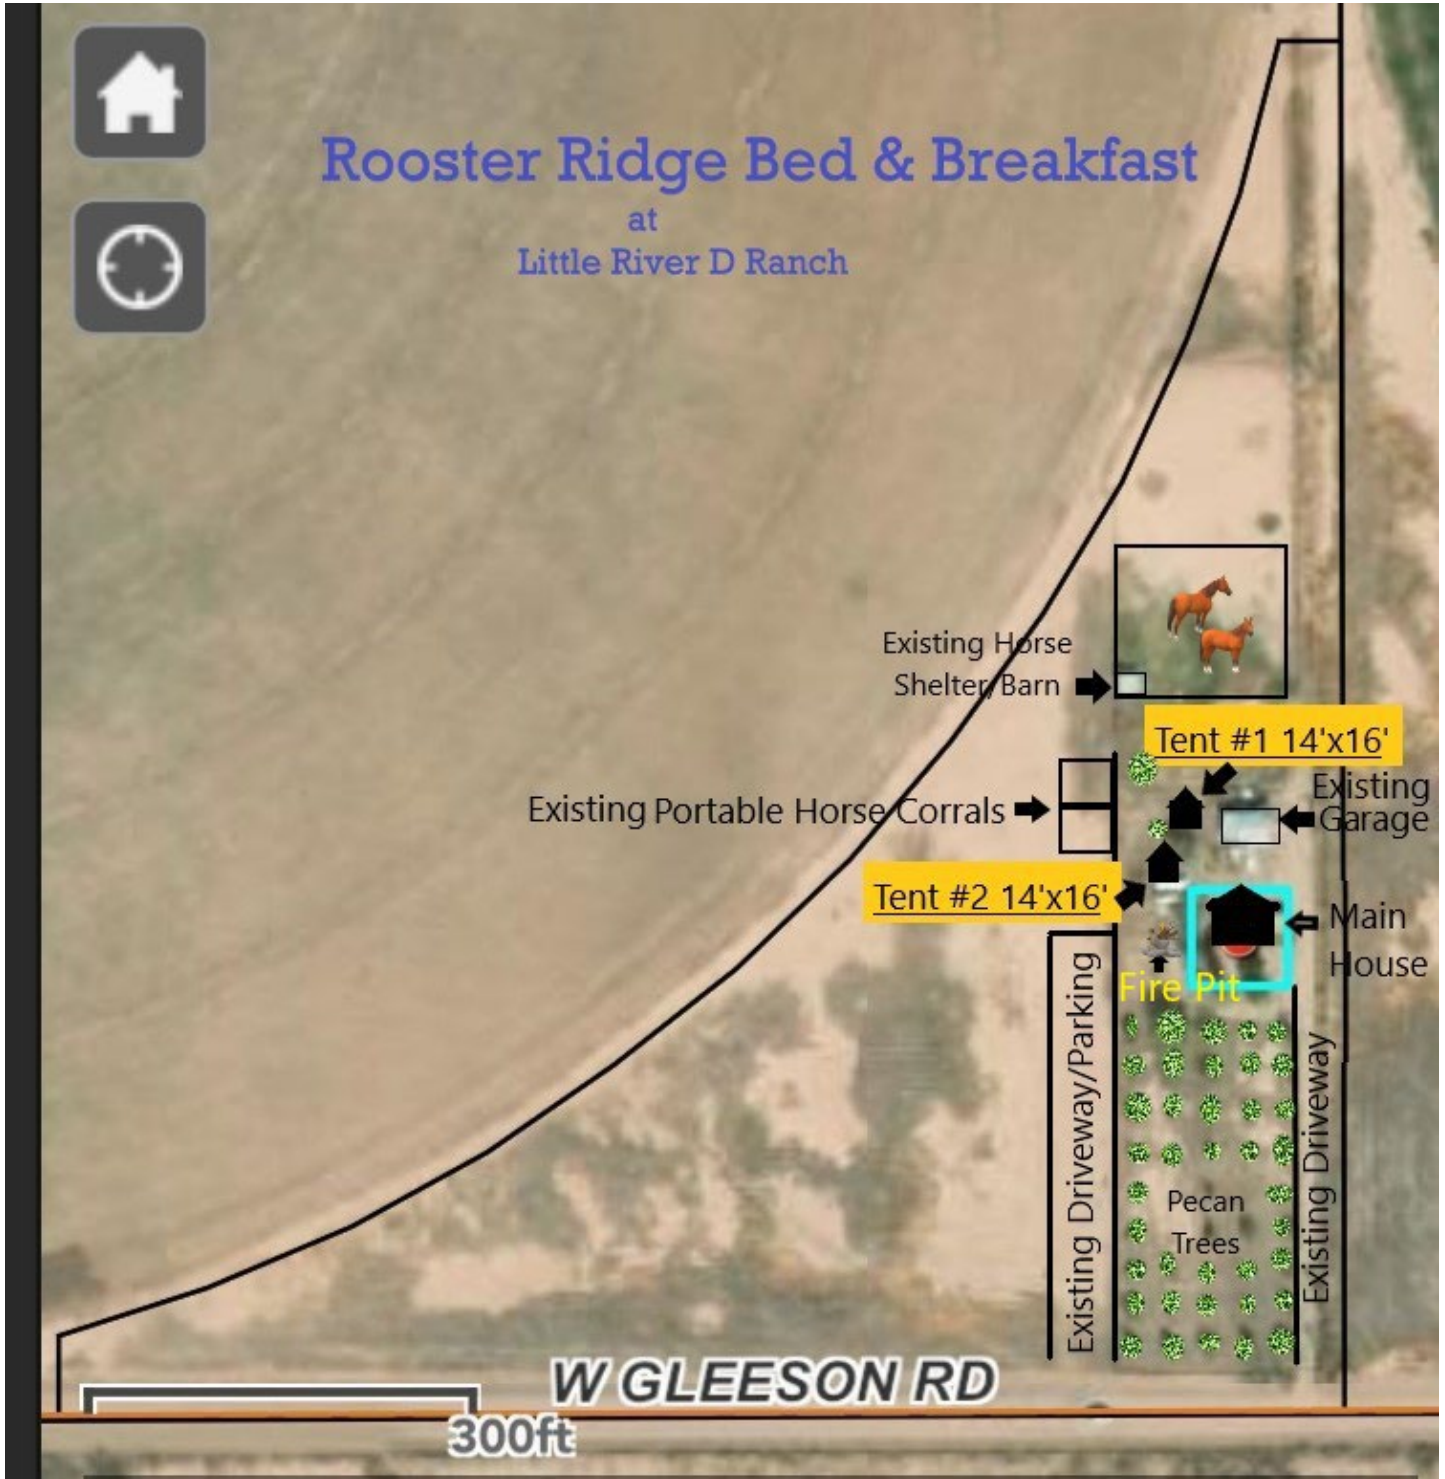 Rooster Ridge Bed & Breakfast
at
Little River D Ranch
Existing Horse
Shelter/Barn
Tent #1 14'x16'
Existing
Garage
Existing Portable Horse Corrals
Tent #2 14'x16'
Main
House
Fire Pit
Existing Driveway/Parking
Pecan
Trees
Existing Driveway
W GLEESON RD
300ft